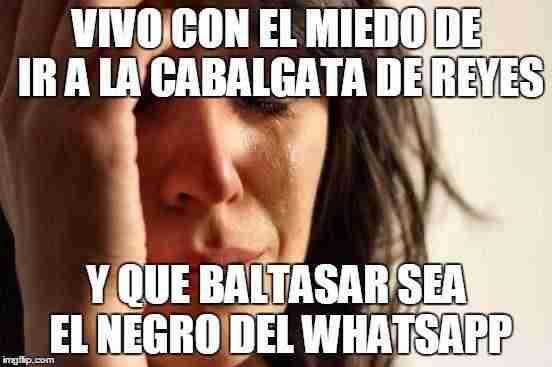 VIVO CON EL MIEDO DE
IR A LA CABALGATA DE REYES
Y QUE BALTASAR SEA
EL NEGRO DEL WHATSAPP
imgflip.com